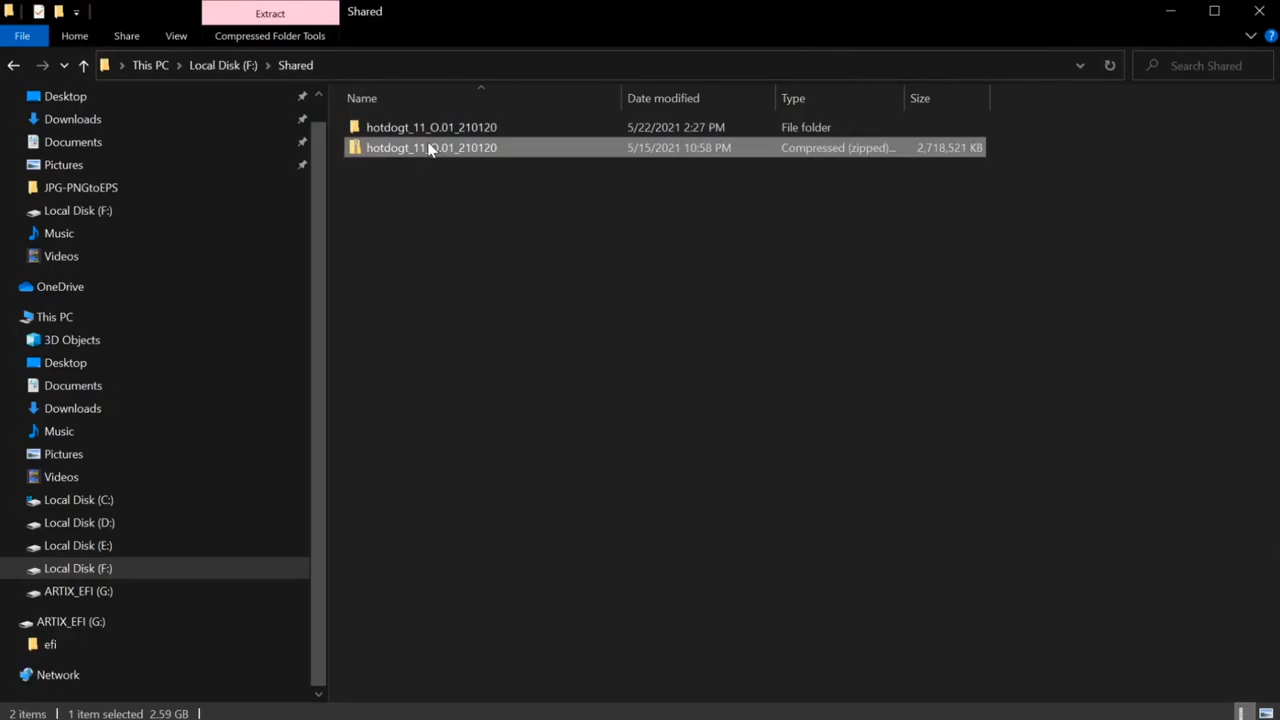 Extract
Shared
File
Home
Share
View
Compressed Folder Tools
This PC
Local Disk (F:)
Shared
Search Shared
Desktop
Downloads
Documents
Pictures
JPG-PNGtoEPS
Local Disk (F:)
Music
Videos
OneDrive
This PC
3D Objects
Desktop
Documents
Downloads
Music
Pictures
Videos
Local Disk (C:)
Local Disk (D:)
Local Disk (E:)
Local Disk (F:)
ARTIX_EFI (G:)
ARTIX_EFI (G:)
efi
Network
Name Date modified Type Size
hotdogt_11_O.01_210120 5/22/2021 2:27 PM File folder
hotdogt_11_O.01_210120 5/15/2021 10:58 PM Compressed (zipped)... 2,718,521 KB
2 items 1 item selected 2.59 GB